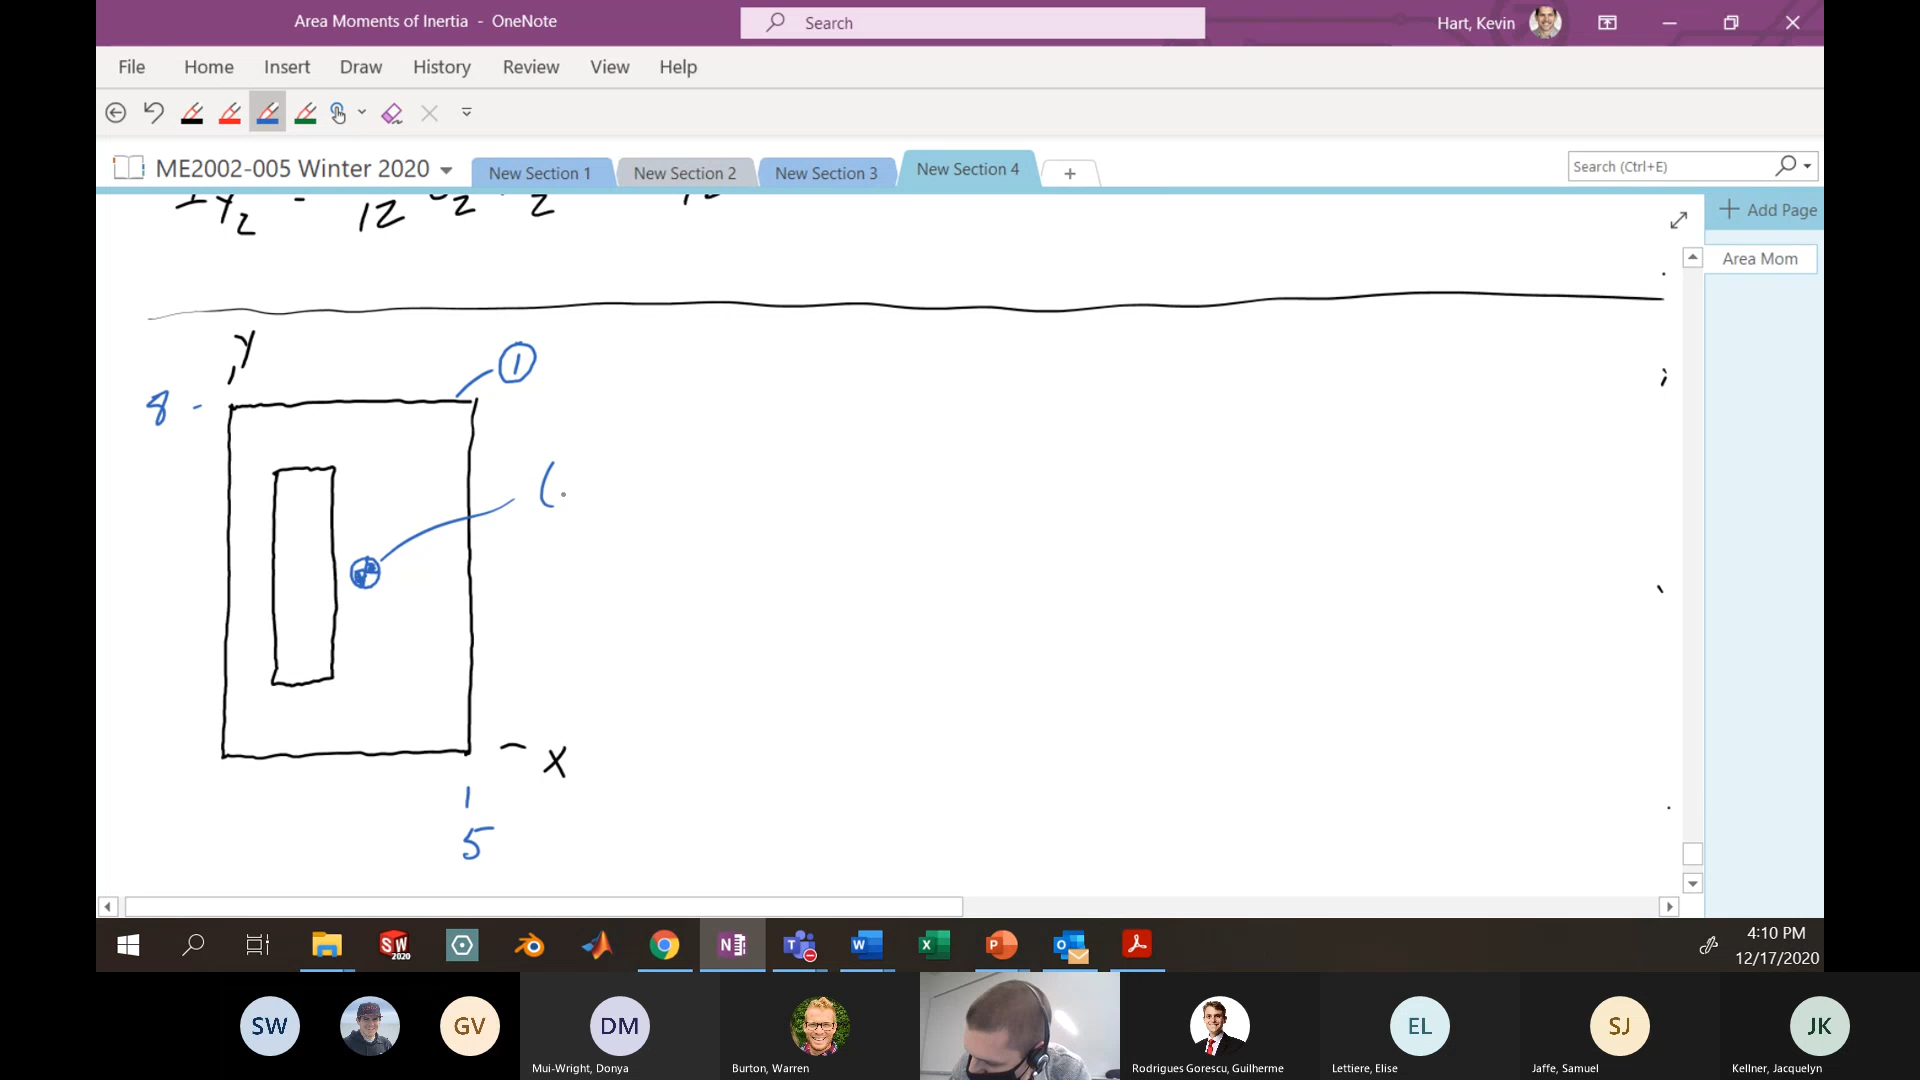 Area Moments of Inertia - OneNote
Search
Hart, Kevin
File Home Insert Draw History Review View Help
ME2002-005 Winter 2020
New Section 1
New Section 2
New Section 3
New Section 4
+
Search (Ctrl+E)
Add Page
Area Mom
y
1
8 -
(
x
5
SW 2020
4:10 PM
12/17/2020
SW
GV
DM
Mui-Wright, Donya
Burton, Warren
Rodrigues Gorescu, Guilherme
EL
Lettiere, Elise
SJ
Jaffe, Samuel
JK
Kellner, Jacquelyn